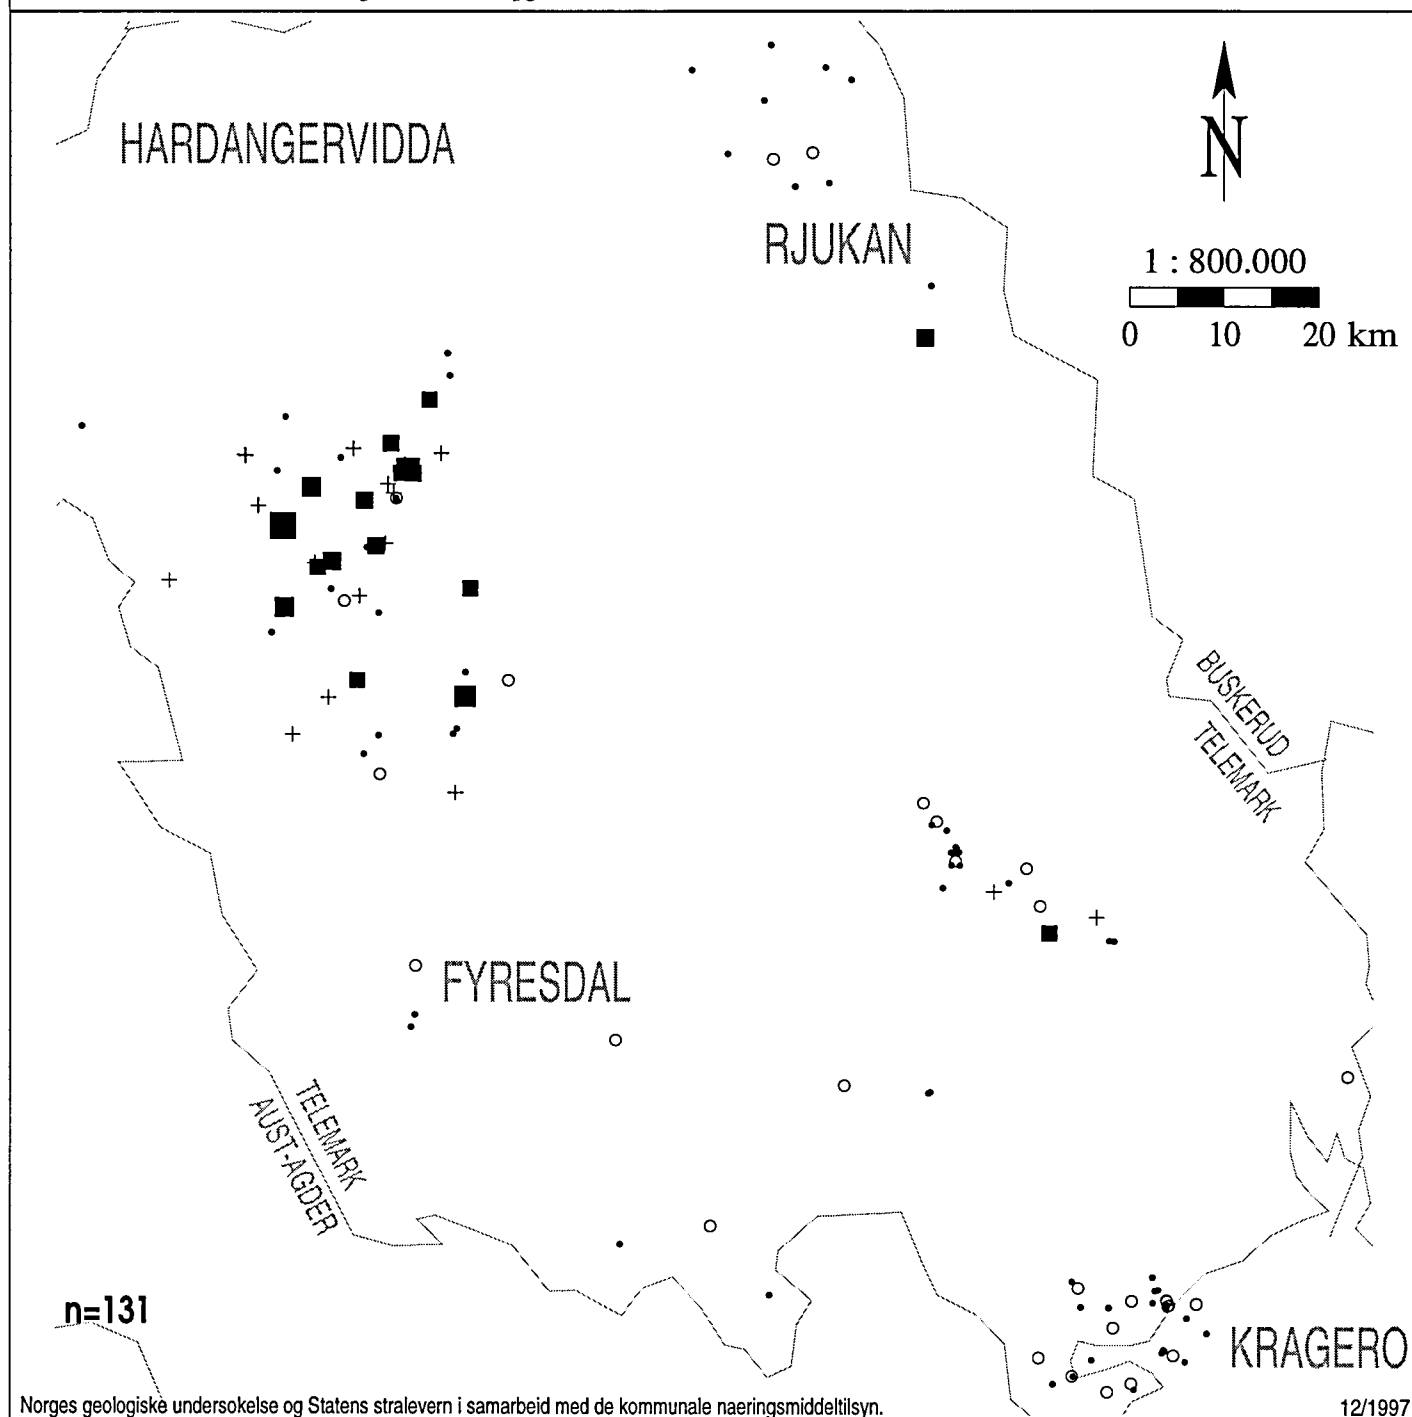 HARDANGERVIDDA
N
RJUKAN
1 : 800.000
0 10 20 km
BUSKERUD
TELEMARK
FYRESDAL
TELEMARK
AUST-AGDER
n=131
KRAGERO
Norges geologiske undersokelse og Statens stralevern i samarbeid med de kommunale naeringsmiddeltilsyn.
12/1997